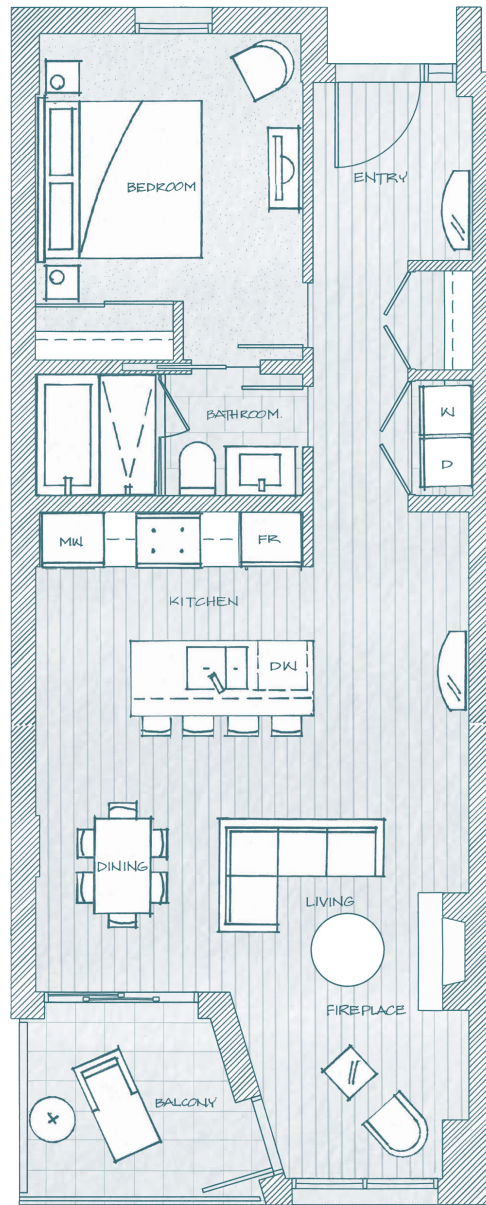 ENTRY
BEDROOM
W
BATHROOM.
D
MW
FR
KITCHEN
DW
DINING
LIVING
FIREPLACE
BALCONY